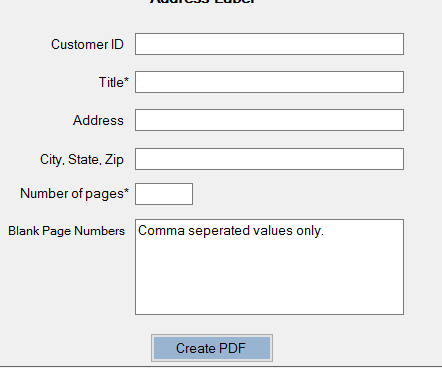 Address Label
Customer ID
Title*
Address
City, State, Zip
Number of pages*
Blank Page Numbers
Comma seperated values only.
Create PDF